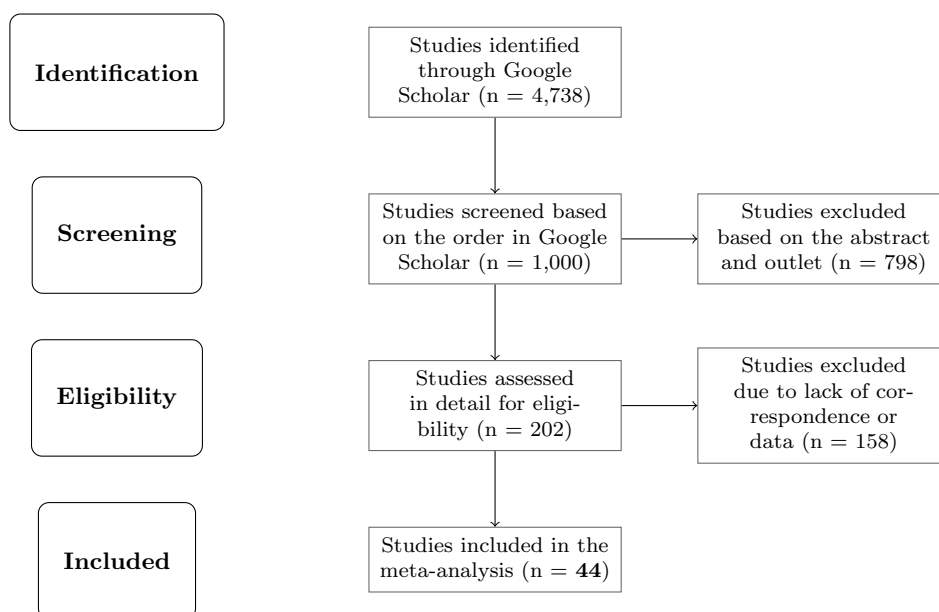 Identification
Studies identified
through Google
Scholar (n = 4,738)
Screening
Studies screened based
on the order in Google
Scholar (n = 1,000)
Studies excluded
based on the abstract
and outlet (n = 798)
Eligibility
Studies assessed
in detail for eligi-
bility (n = 202)
Studies excluded
due to lack of cor-
respondence or
data (n = 158)
Included
Studies included in the
meta-analysis (n = 44)